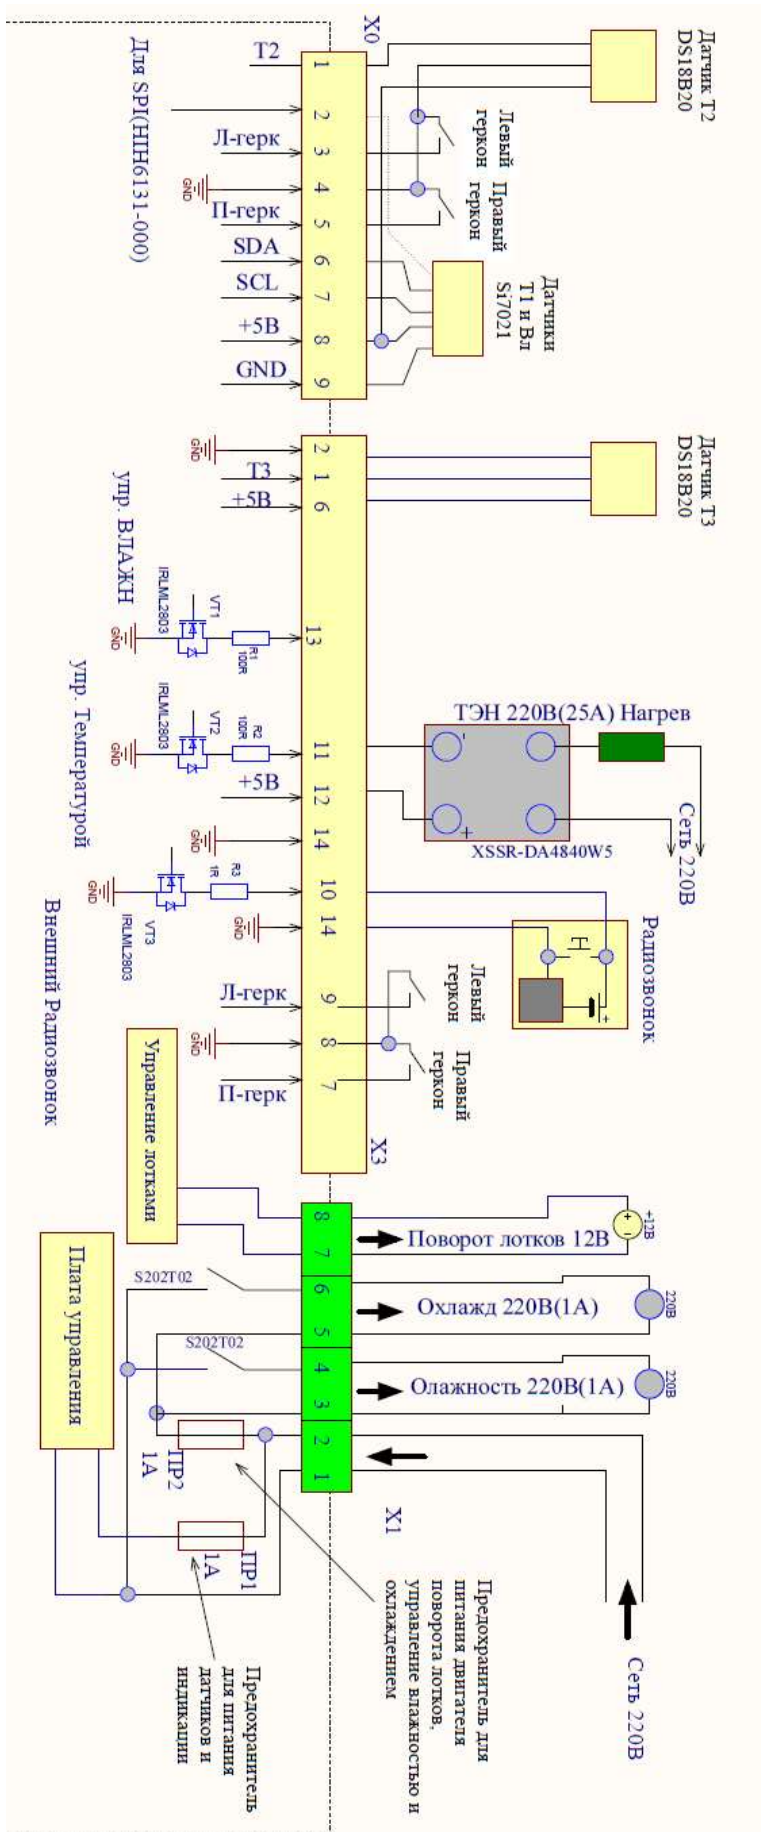 X0
Датчик Т2
DS18B20
Т2
1
Для SPI(HIH6131-000)
2
Левый
геркон
Л-герк
3
GND
4
Правый
геркон
П-герк
5
SDA
6
SCL
7
Датчики
Т1 и Вл
Si7021
+5В
8
GND
9
Датчик Т3
DS18B20
GND
2
Т3
1
+5В
6
упр. ВЛАЖН
GND
IRLML2803
VT1
R1
100R
13
упр. Температурой
GND
IRLML2803
VT2
R2
100R
11
ТЭН 220В(25А) Нагрев
-
+
XSSR-DA4840W5
Сеть 220В
+5В
12
GND
14
Внешний Радиозвонок
GND
IRLML2803
VT3
R3
1R
10
GND
14
Радиозвонок
+
Л-герк
9
Левый
геркон
GND
8
Правый
геркон
П-герк
7
X3
Управление лотками
8
7
Поворот лотков 12В
+12В
+
-
S202T02
6
5
Охлажд 220В(1А)
220В
S202T02
4
3
Олажность 220В(1А)
220В
Плата управления
2
1
X1
ПР2
1А
ПР1
1А
Предохранитель для
питания двигателя
поворота лотков,
управление влажностью и
охлаждением
Предохранитель
для питания
датчиков и
индикации
Сеть 220В